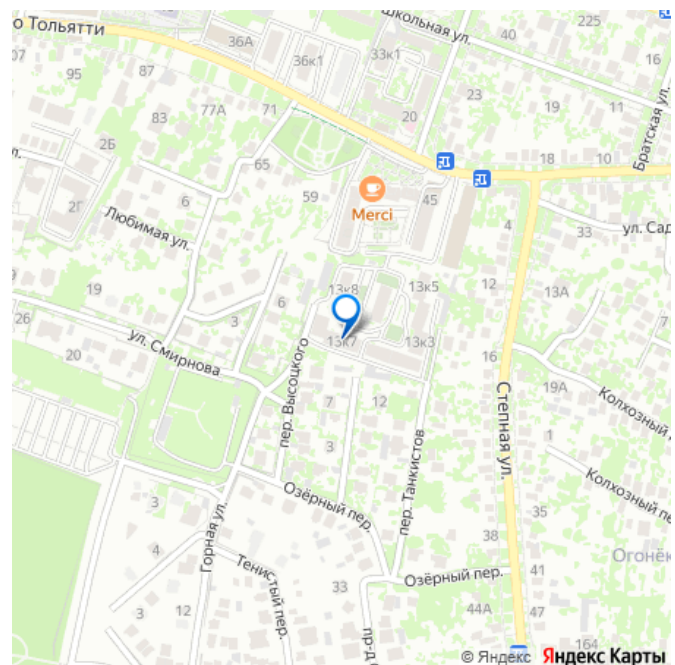 Школьная ул.
40
225
о Тольятти
36А
36к1
33к1
Братская ул.
07
95
87
77А
71
23
19
11
83
20
2Б
65
18
10
л.
59
Merci
45
2Г
6
4
33
ул. Сад
Любимая ул.
13к8
13к5
13А
19
6
3
7
26
ул. Смирнова
13к7
13к3
16
20
пер. Высоцкого
Степная ул.
19А
Колхозный
7
12
1
3
пер. Танкистов
Колхозный пе
3
Озёрный пер.
35
Горная ул.
38
Огонёк
4
Тенистый пер.
33
Озёрный пер.
41
3
12
44А
47
пр-д
164
© Яндекс Яндекс Карты